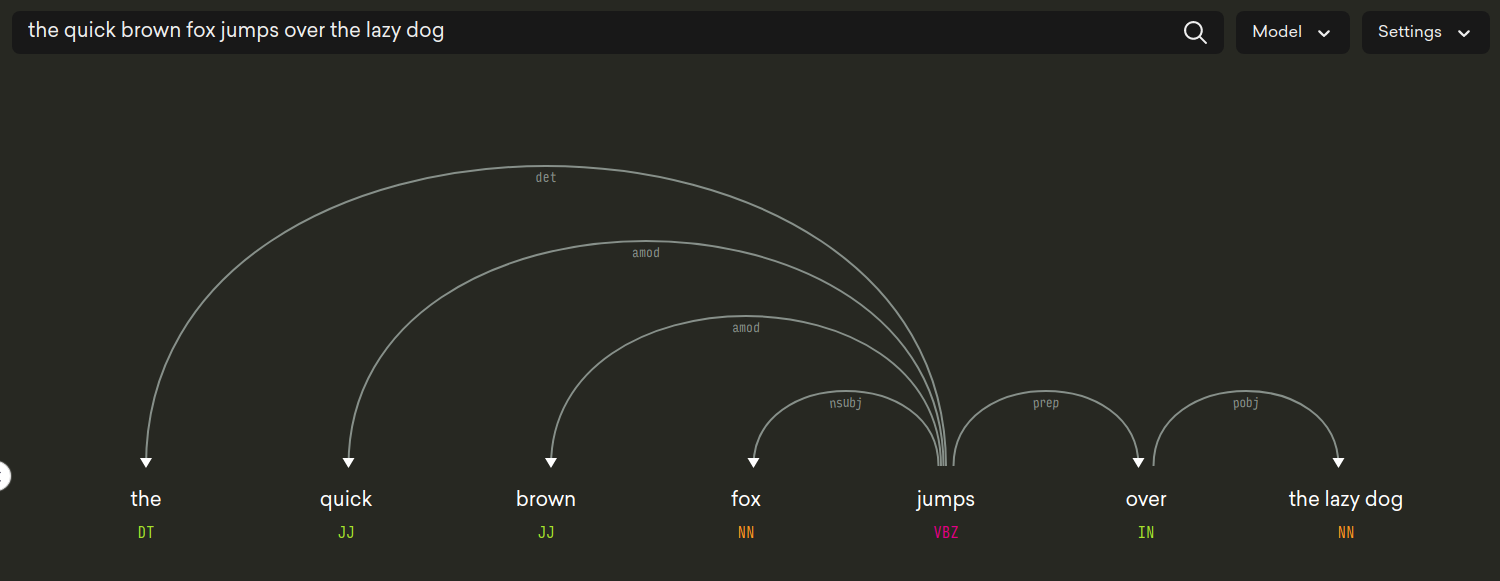 the quick brown fox jumps over the lazy dog Model Settings
det
amod
amod
nsubj prep pobj
the quick brown fox jumps over the lazy dog
DT JJ JJ NN VBZ IN NN